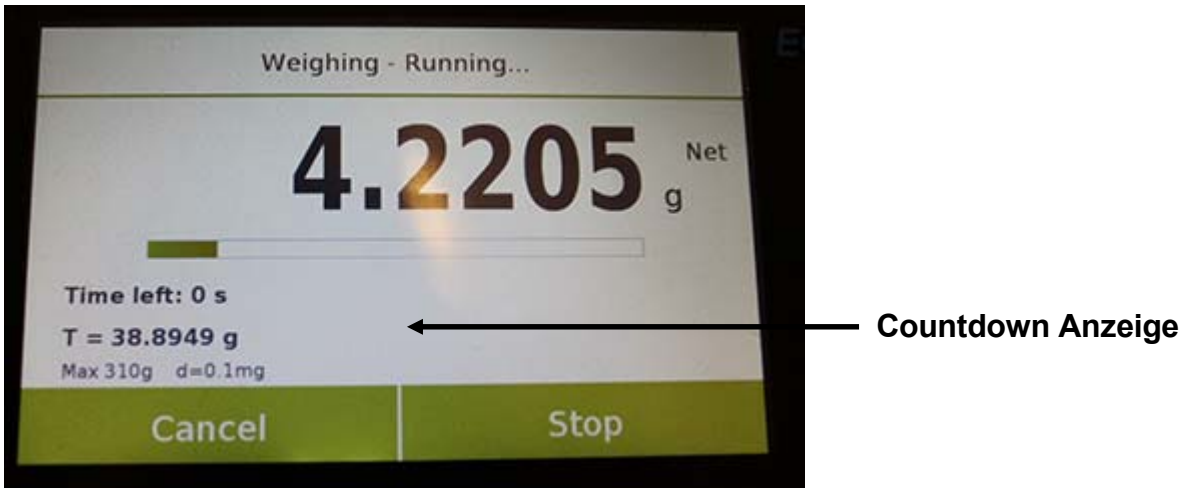 Weighing - Running...
4.2205 g Net
Time left: 0 s
T = 38.8949 g
Countdown Anzeige
Max 310g d=0.1mg
Cancel Stop